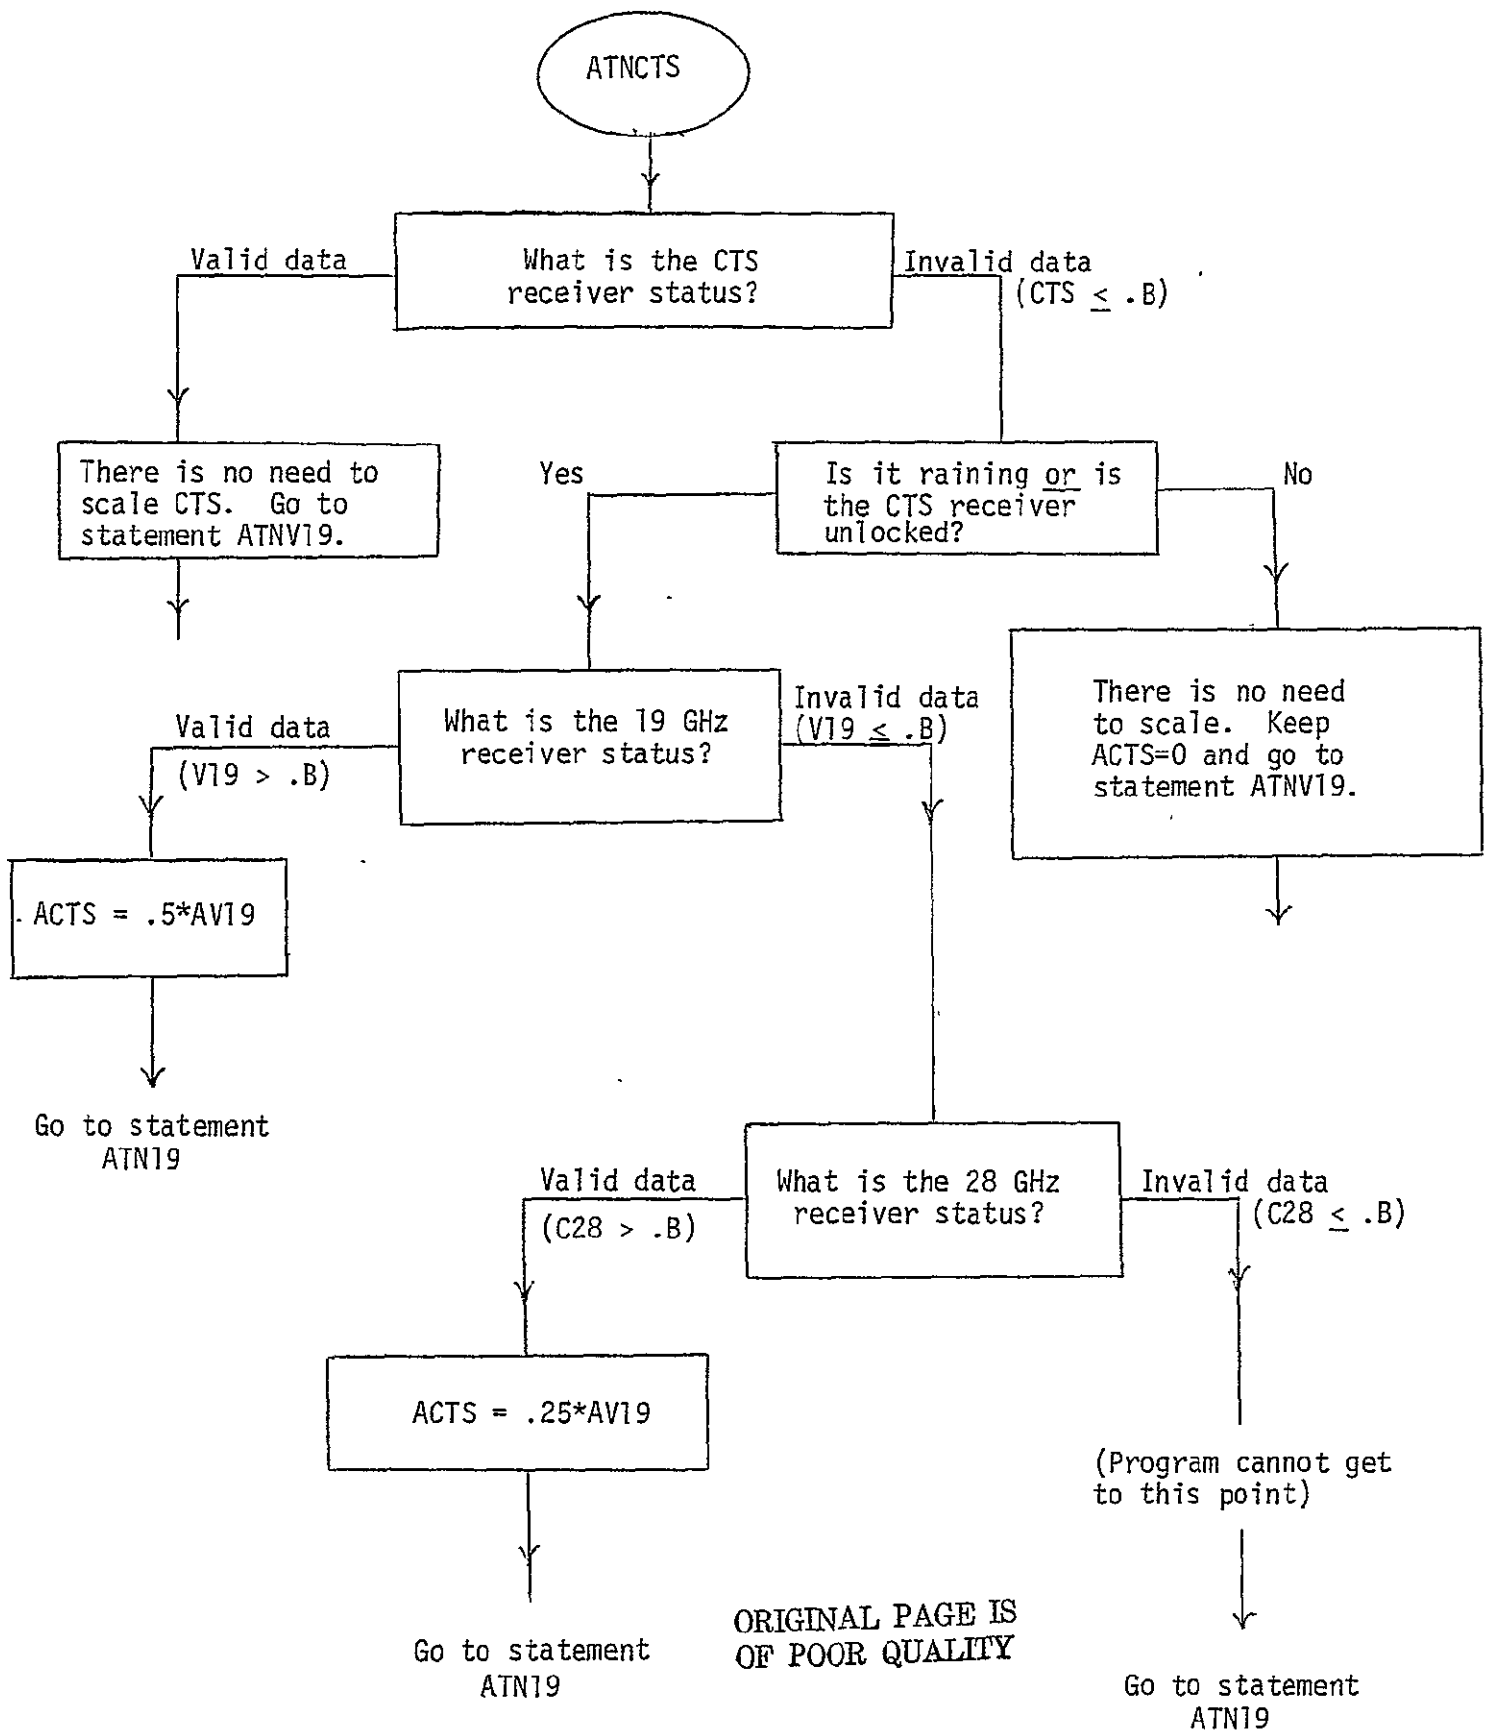 ATNCTS
Valid data
What is the CTS
receiver status?
Invalid data
(CTS ≤ .B)
There is no need to
scale CTS. Go to
statement ATNV19.
Yes
Is it raining or is
the CTS receiver
unlocked?
No
Valid data
(V19 > .B)
What is the 19 GHz
receiver status?
Invalid data
(V19 ≤ .B)
There is no need
to scale. Keep
ACTS=0 and go to
statement ATNV19.
ACTS = .5*AV19
Go to statement
ATN19
Valid data
(C28 > .B)
What is the 28 GHz
receiver status?
Invalid data
(C28 ≤ .B)
ACTS = .25*AV19
(Program cannot get
to this point)
Go to statement
ATN19
ORIGINAL PAGE IS
OF POOR QUALITY
Go to statement
ATN19